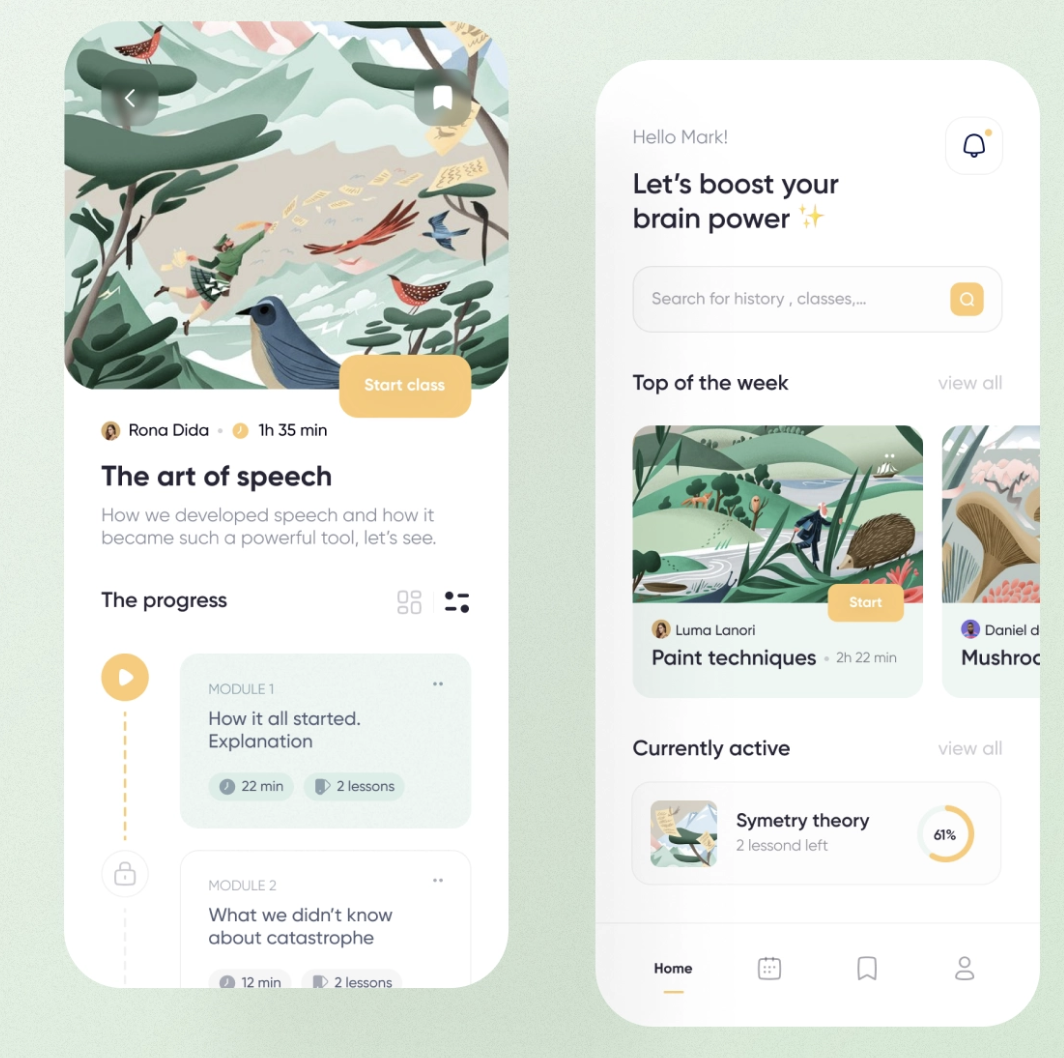 Start class
Rona Dida
1h 35 min
The art of speech
How we developed speech and how it
became such a powerful tool, let's see.
The progress
MODULE 1
How it all started.
Explanation
22 min
2 lessons
MODULE 2
What we didn't know
about catastrophe
12 min
2 lessons
Hello Mark!
Let's boost your
brain power
Search for history , classes,...
Top of the week
view all
Start
Luma Lanori
Paint techniques
2h 22 min
Daniel d
Mushroo
Currently active
view all
Symetry theory
2 lessond left
61%
Home